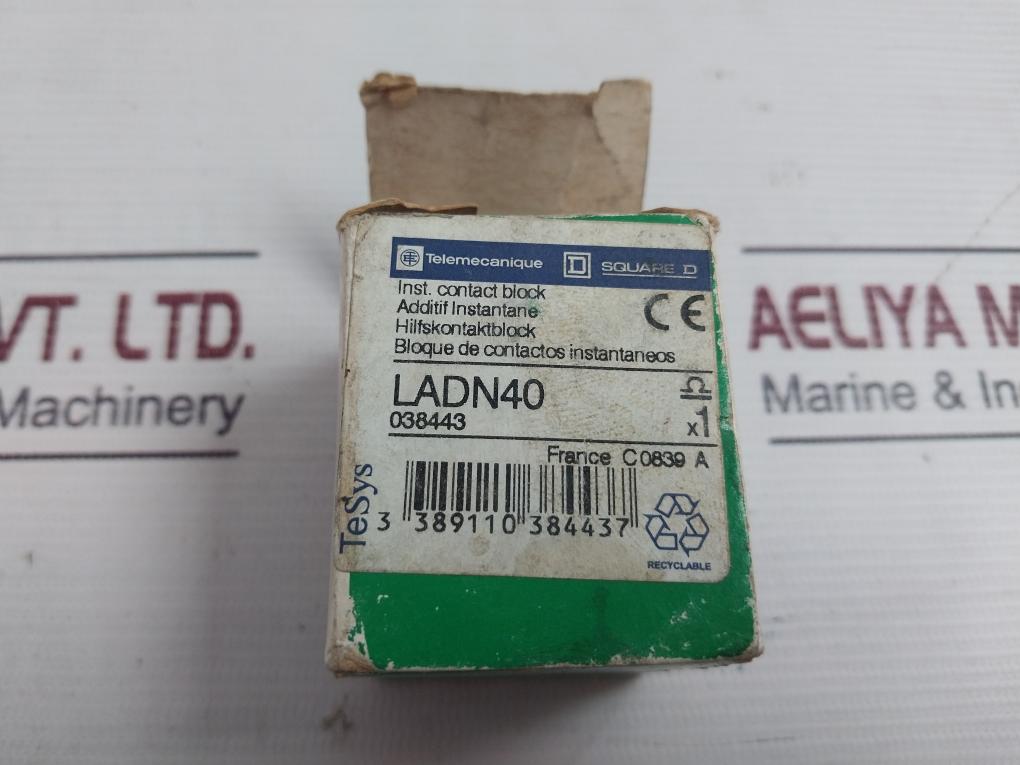 Telemecanique SQUARE D
Inst. contact block
Additif Instantane
Hilfskontaktblock
Bloque de contactos instantaneos
CE
LADN40
038443
x1
France C0839 A
TeSys
3 389110 384437
RECYCLABLE
VT. LTD.
Machinery
AELIYA M
Marine & Ind